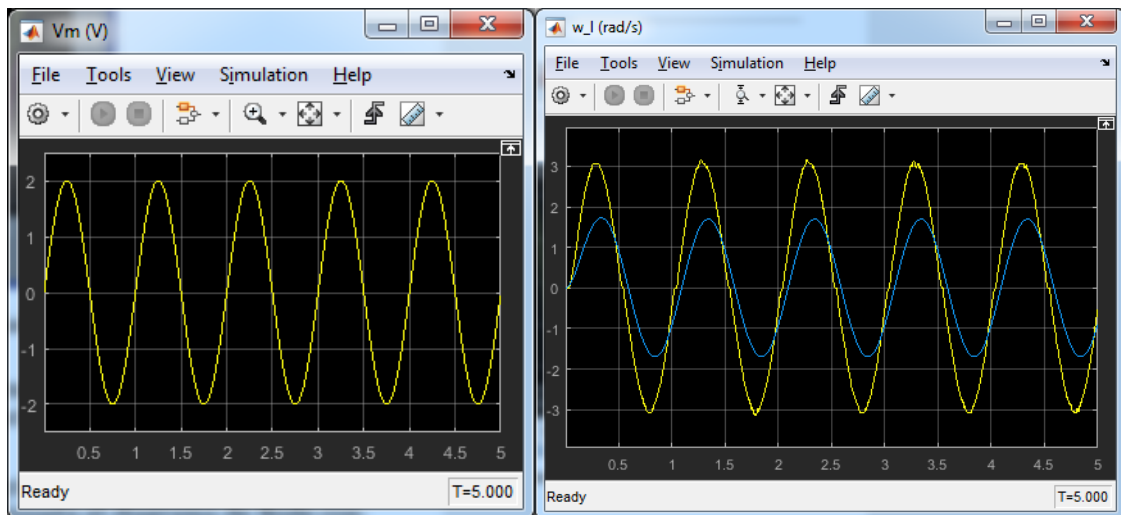 Vm (V)
File Tools View Simulation Help
2
1
0
-1
-2
0.5 1 1.5 2 2.5 3 3.5 4 4.5 5
Ready T=5.000
w_l (rad/s)
File Tools View Simulation Help
3
2
1
0
-1
-2
-3
0.5 1 1.5 2 2.5 3 3.5 4 4.5 5
Ready T=5.000